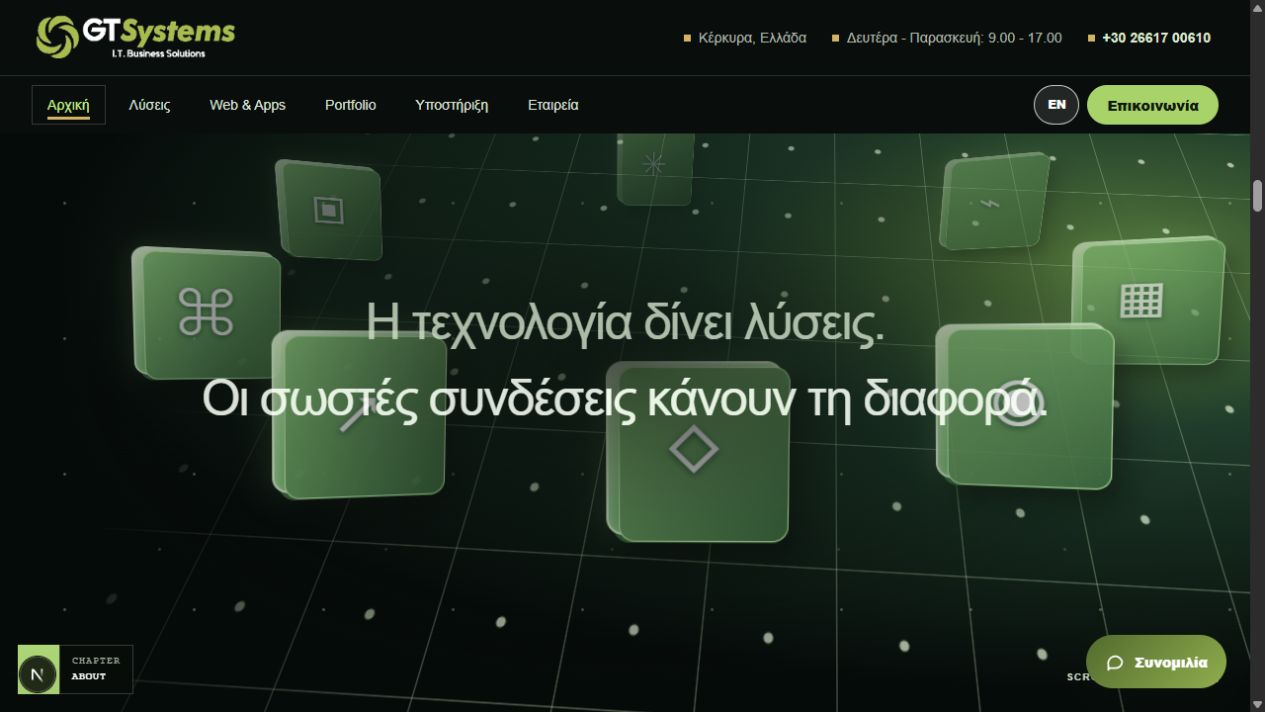 GTSystems
I.T. Business Solutions
Κέρκυρα, Ελλάδα
Δευτέρα - Παρασκευή: 9.00 - 17.00
+30 26617 00610
Αρχική
Λύσεις
Web & Apps
Portfolio
Υποστήριξη
Εταιρεία
EN
Επικοινωνία
Η τεχνολογία δίνει λύσεις.
Οι σωστές συνδέσεις κάνουν τη διαφορά.
N
CHAPTER
ABOUT
Συνομιλία